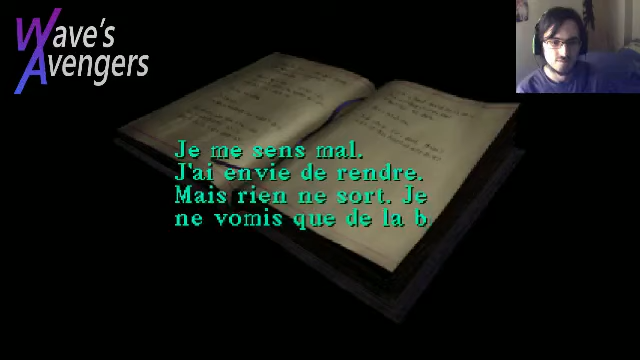 Wave's
Avengers
Je me sens mal.
J'ai envie de rendre.
Mais rien ne sort. Je
ne vomis que de la b